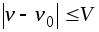 |v - v₀| ≤V